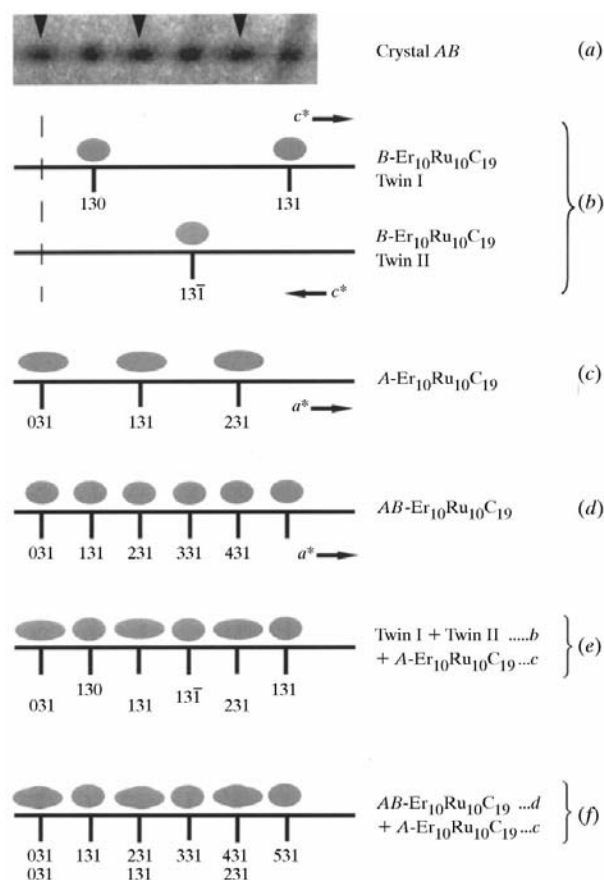 Crystal AB (a)
c*
B-Er10Ru10C19
Twin I
130 131
(b)
B-Er10Ru10C19
Twin II
131̄
c*
A-Er10Ru10C19 (c)
a*
031 131 231
AB-Er10Ru10C19 (d)
031 131 231 331 431 a*
Twin I + Twin II .....b
+ A-Er10Ru10C19...c
(e)
130 131̄ 131
031 131 231
AB-Er10Ru10C19 ...d
+ A-Er10Ru10C19 ...c
(f)
031 131 231 331 431 531
031 131 231